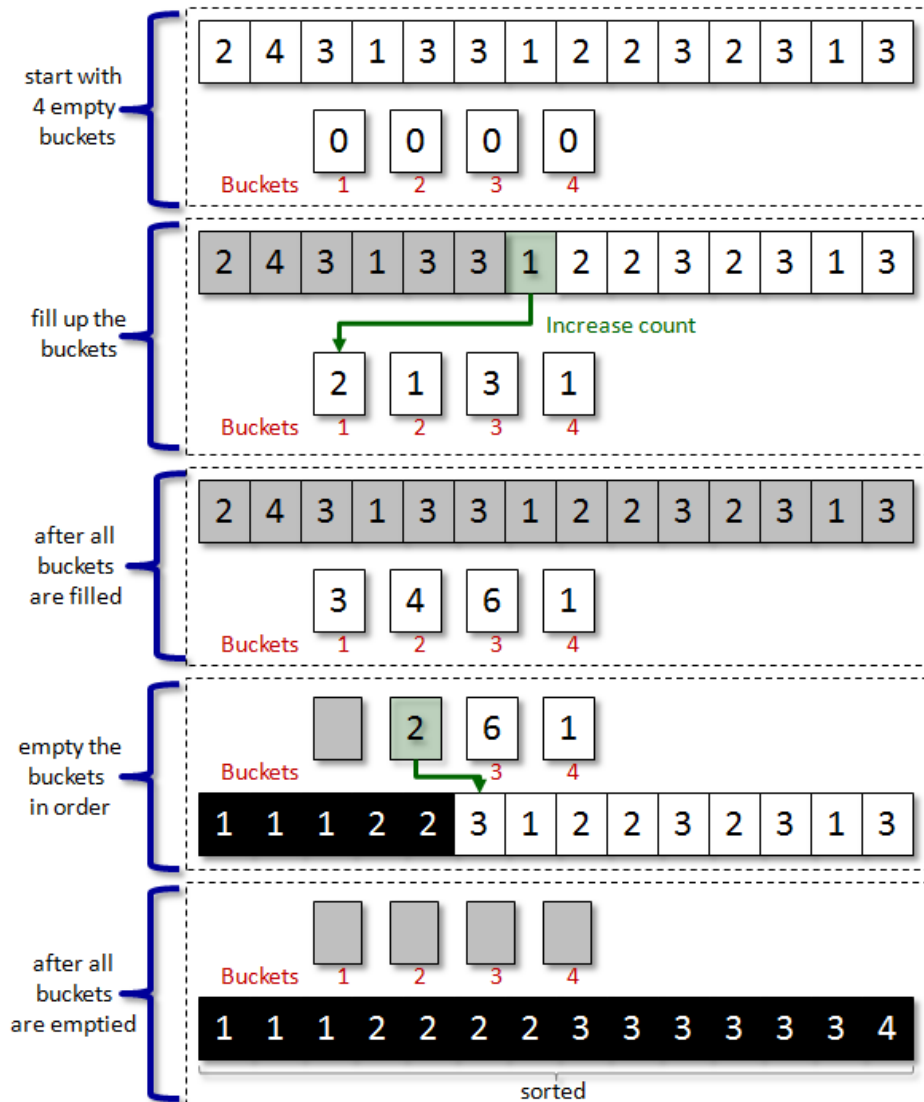 2 4 3 1 3 3 1 2 2 3 2 3 1 3
start with
4 empty
buckets
0 0 0 0
Buckets 1 2 3 4
2 4 3 1 3 3 1 2 2 3 2 3 1 3
fill up the
buckets
Increase count
2 1 3 1
Buckets 1 2 3 4
2 4 3 1 3 3 1 2 2 3 2 3 1 3
after all
buckets
are filled
3 4 6 1
Buckets 1 2 3 4
empty the
buckets
in order
2 6 1
Buckets 1 2 3 4
1 1 1 2 2 3 1 2 2 3 2 3 1 3
after all
buckets
are emptied
Buckets 1 2 3 4
1 1 1 2 2 2 2 3 3 3 3 3 3 4
sorted